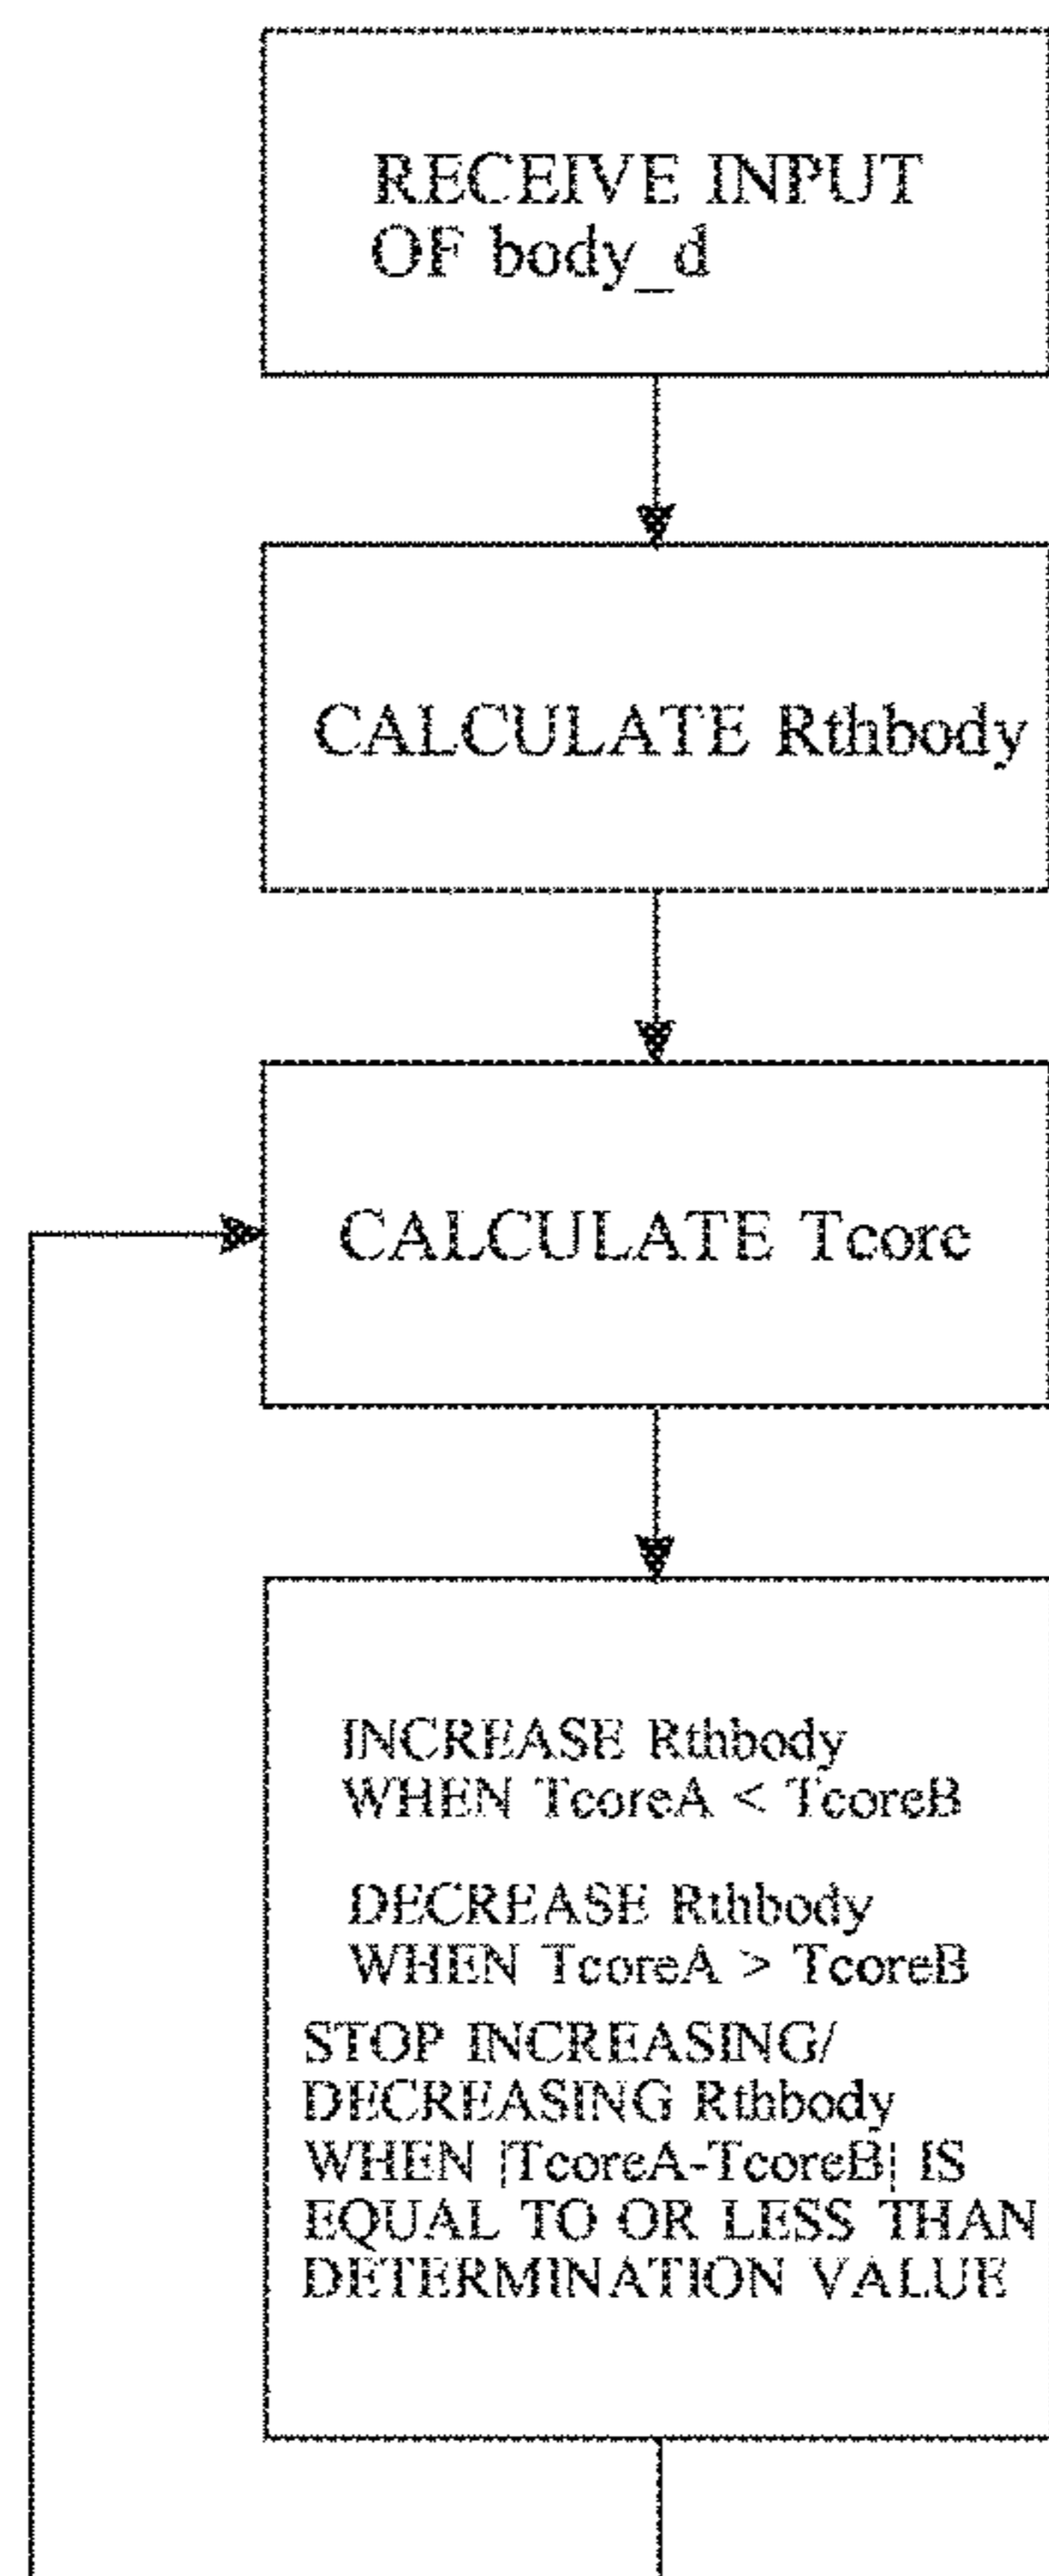 RECEIVE INPUT
OF body_d
CALCULATE Rthbody
CALCULATE Tcore
INCREASE Rthbody
WHEN TcoreA < TcoreB
DECREASE Rthbody
WHEN TcoreA > TcoreB
STOP INCREASING/
DECREASING Rthbody
WHEN |TcoreA-TcoreB| IS
EQUAL TO OR LESS THAN
DETERMINATION VALUE